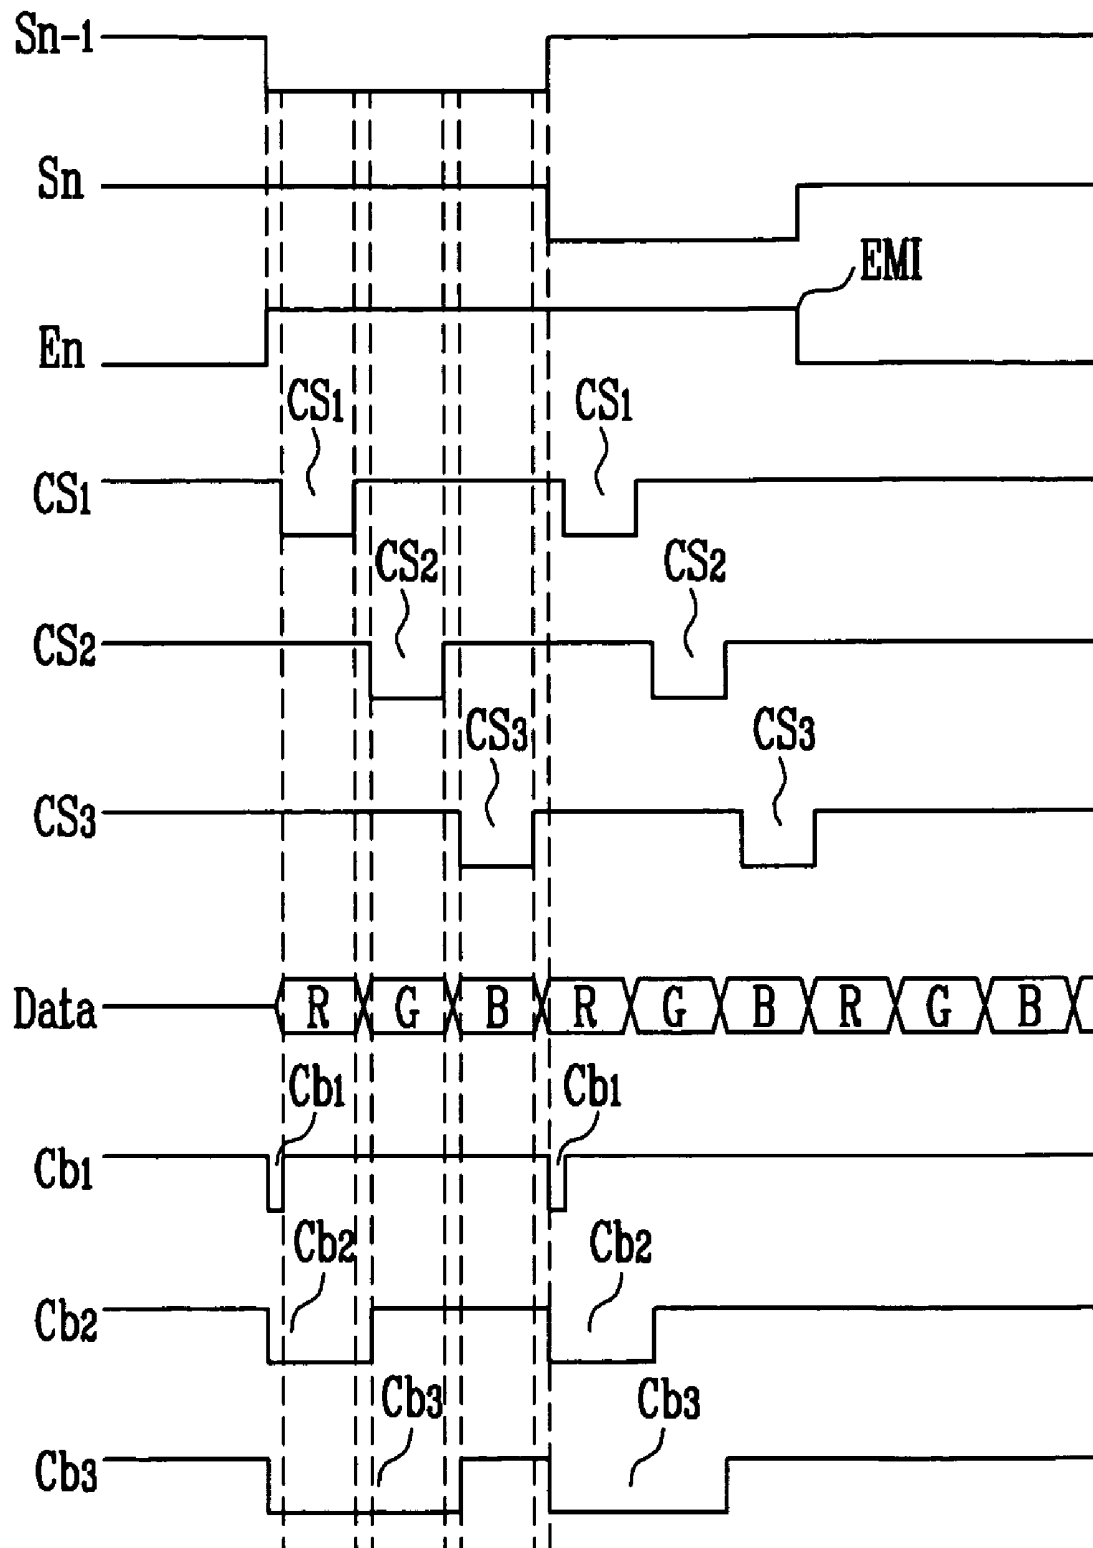 Sn-1
Sn
EMI
En
CS1 CS1
CS1
CS2 CS2
CS2
CS3 CS3
CS3
Data R G B R G B R G B
Cb1 Cb1
Cb1
Cb2 Cb2
Cb2
Cb3 Cb3
Cb3